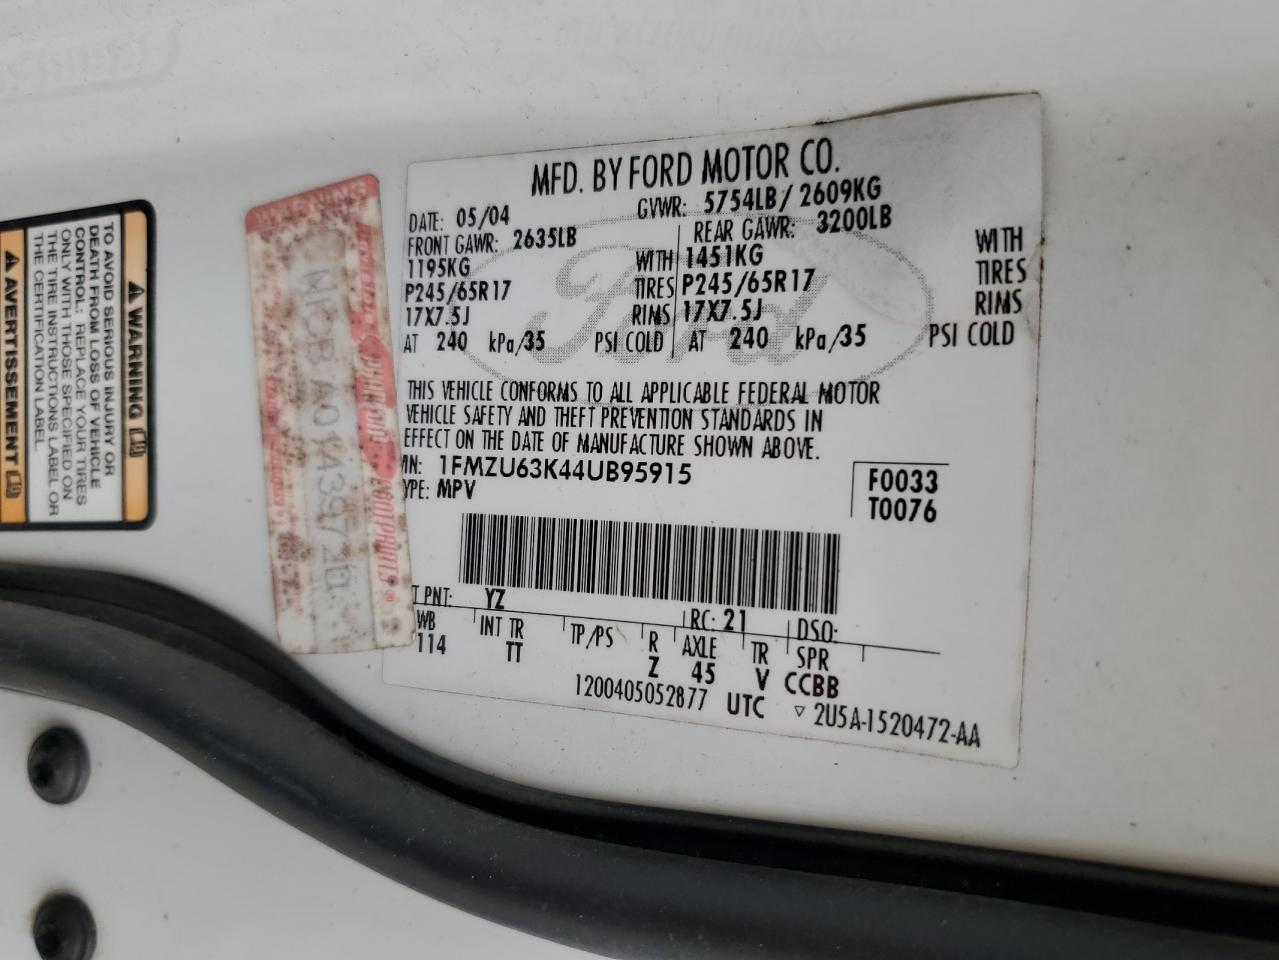 MFD. BY FORD MOTOR CO.
DATE: 05/04 GVWR: 5754LB / 2609KG
FRONT GAWR: 2635LB REAR GAWR: 3200LB
1195KG WITH 1451KG WITH
P245/65R17 TIRES P245/65R17 TIRES
17X7.5J RIMS 17X7.5J RIMS
AT 240 kPa/35 PSI COLD AT 240 kPa/35 PSI COLD
Ford
THIS VEHICLE CONFORMS TO ALL APPLICABLE FEDERAL MOTOR
VEHICLE SAFETY AND THEFT PREVENTION STANDARDS IN
EFFECT ON THE DATE OF MANUFACTURE SHOWN ABOVE.
IN: 1FMZU63K44UB95915 F0033
YPE: MPV T0076
T PNT: YZ RC: 21 DSO:
WB INT TR TP/PS R AXLE TR SPR
114 TT Z 45 V CCBB
1200405052877 UTC ▽ 2U5A-1520472-AA
WARNING
NICB A01439720
! WARNING
TO AVOID SERIOUS INJURY OR
DEATH FROM LOSS OF VEHICLE
CONTROL: REPLACE YOUR TIRES
ONLY WITH THOSE SPECIFIED ON
THE TIRE INSTRUCTIONS LABEL OR
THE CERTIFICATION LABEL.
! AVERTISSEMENT